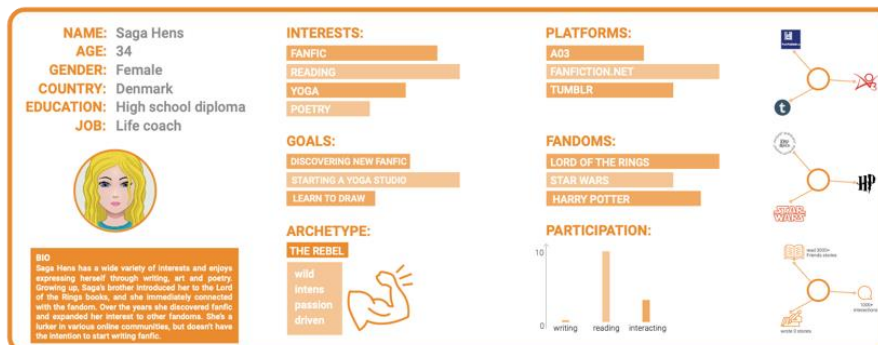 NAME: Saga Hens
AGE: 34
GENDER: Female
COUNTRY: Denmark
EDUCATION: High school diploma
JOB: Life coach
BIO
Saga Hens has a wide variety of interests and enjoys
expressing herself through writing, art and poetry.
Growing up, Saga's brother introduced her to the Lord
of the Rings books, and she immediately connected
with the fandom. Over the years she discovered fanfic
and expanded her interest to other fandoms. She's a
lurker in various online communities, but doesn't have
the intention to start writing fanfic.
INTERESTS:
FANFIC
READING
YOGA
POETRY
GOALS:
DISCOVERING NEW FANFIC
STARTING A YOGA STUDIO
LEARN TO DRAW
ARCHETYPE:
THE REBEL
wild
intens
passion
driven
PLATFORMS:
A03
FANFICTION.NET
TUMBLR
FANDOMS:
LORD OF THE RINGS
STAR WARS
HARRY POTTER
PARTICIPATION:
10
0
writing
reading
interacting
t
HP
STAR
WARS
read 3000+
friends stories
1000+
interactions
wrote 0 stories